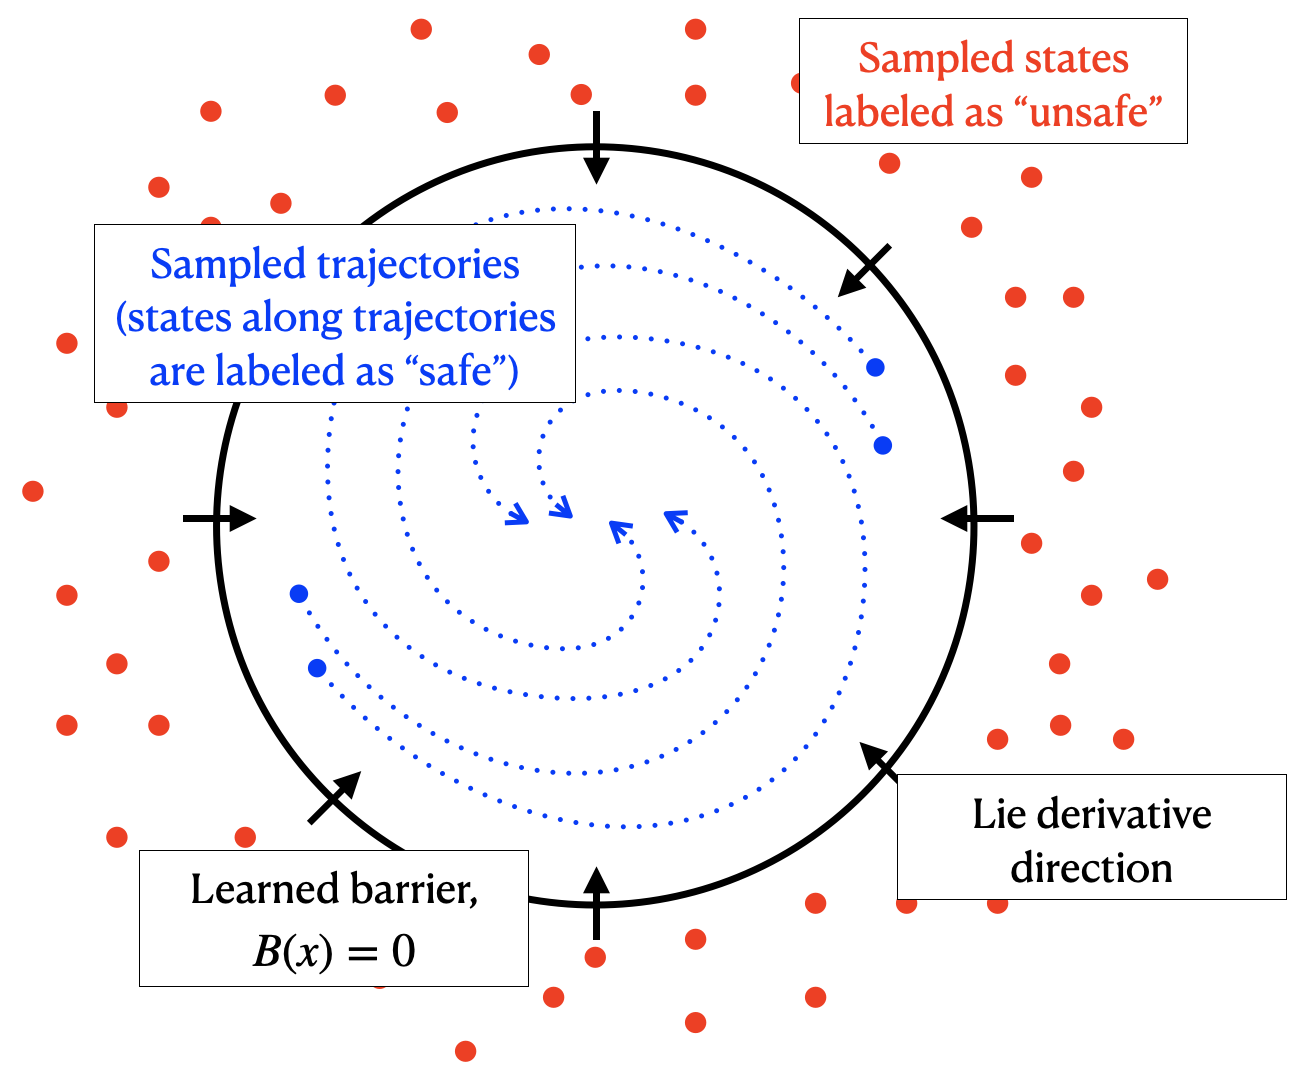 Sampled states
labeled as “unsafe”
Sampled trajectories
(states along trajectories
are labeled as “safe”)
Lie derivative
direction
Learned barrier,
B(x) = 0